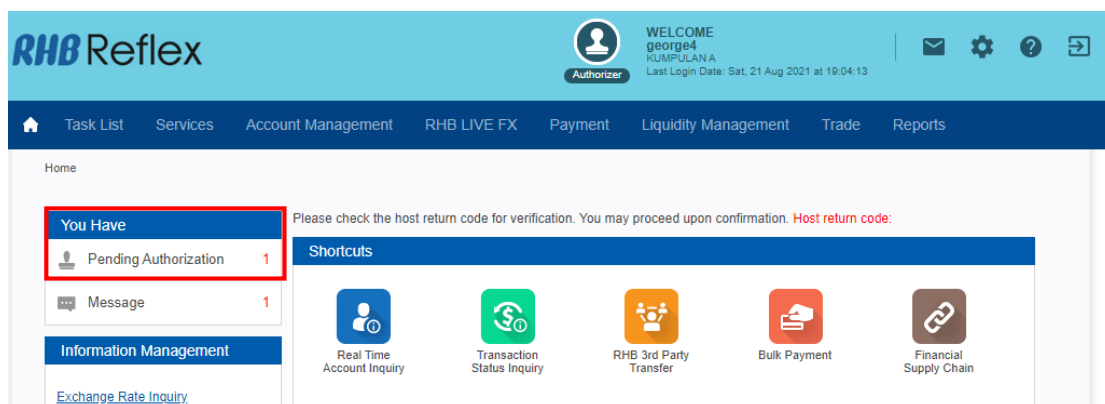 RHB Reflex
Authorizer
WELCOME
george4
KUMPULAN A
Last Login Date: Sat, 21 Aug 2021 at 19:04:13
Task List Services Account Management RHB LIVE FX Payment Liquidity Management Trade Reports
Home
You Have
Pending Authorization 1
Message 1
Information Management
Exchange Rate Inquiry
Please check the host return code for verification. You may proceed upon confirmation. Host return code:
Shortcuts
Real Time
Account Inquiry
Transaction
Status Inquiry
RHB 3rd Party
Transfer
Bulk Payment
Financial
Supply Chain